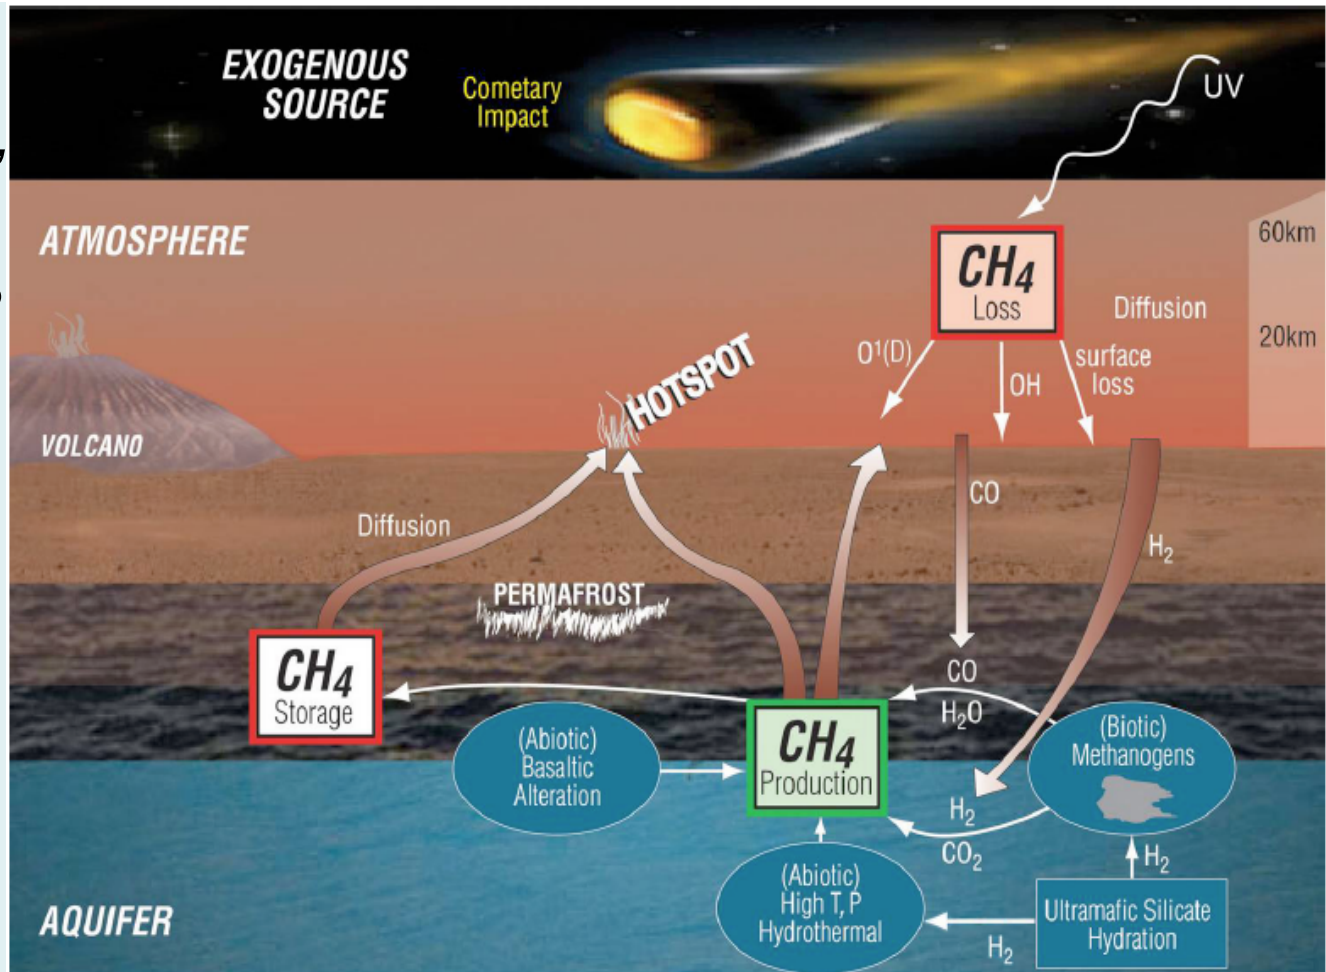 EXOGENOUS
SOURCE
Cometary
Impact
UV
ATMOSPHERE
60km
CH4
Loss
Diffusion
20km
O¹(D)
OH
surface
loss
HOTSPOT
VOLCANO
CO
H2
Diffusion
PERMAFROST
CH4
Storage
CO
H2O
(Abiotic)
Basaltic
Alteration
CH4
Production
(Biotic)
Methanogens
H2
CO2
H2
(Abiotic)
High T, P
Hydrothermal
Ultramafic Silicate
Hydration
H2
AQUIFER